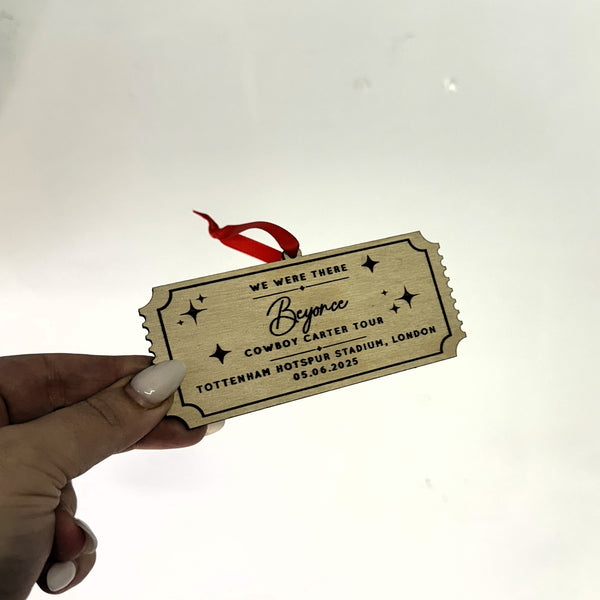 WE WERE THERE
Beyonce
COWBOY CARTER TOUR
TOTTENHAM HOTSPUR STADIUM, LONDON
05.06.2025